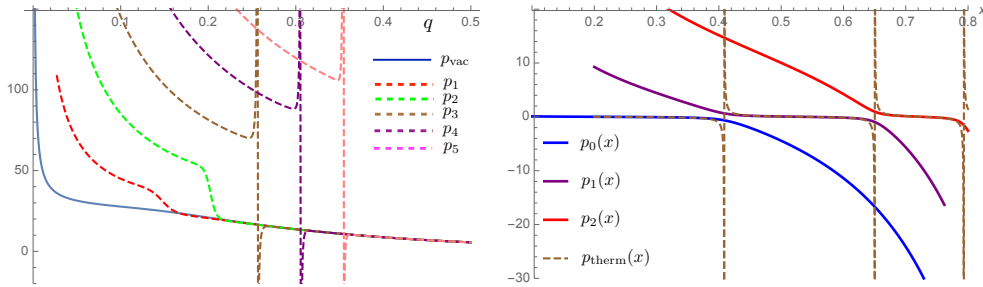 0.1 0.2 0.3 0.4 0.5
q
100
50
0
p_vac
p_1
p_2
p_3
p_4
p_5
0.2 0.3 0.4 0.5 0.6 0.7 0.8
10
0
-10
-20
-30
p_0(x)
p_1(x)
p_2(x)
p_therm(x)